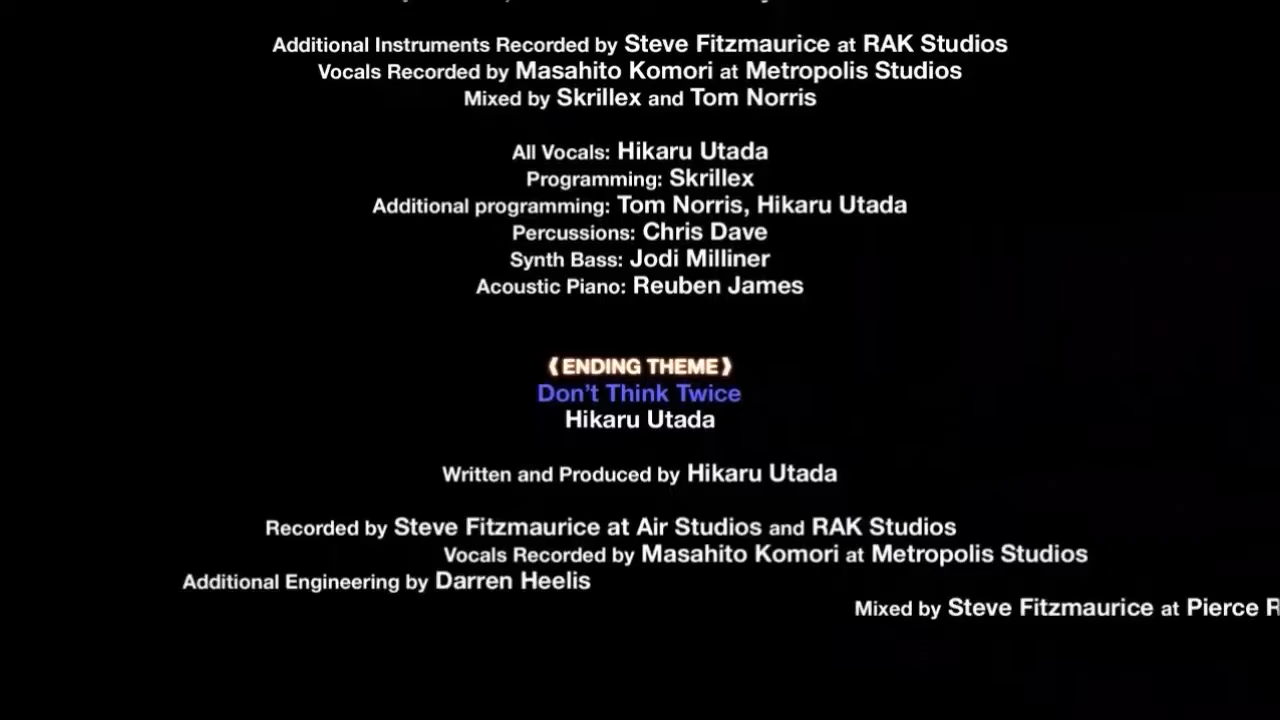 Additional Instruments Recorded by Steve Fitzmaurice at RAK Studios
Vocals Recorded by Masahito Komori at Metropolis Studios
Mixed by Skrillex and Tom Norris
All Vocals: Hikaru Utada
Programming: Skrillex
Additional programming: Tom Norris, Hikaru Utada
Percussions: Chris Dave
Synth Bass: Jodi Milliner
Acoustic Piano: Reuben James
❰ENDING THEME❱
Don't Think Twice
Hikaru Utada
Written and Produced by Hikaru Utada
Recorded by Steve Fitzmaurice at Air Studios and RAK Studios
Vocals Recorded by Masahito Komori at Metropolis Studios
Additional Engineering by Darren Heelis
Mixed by Steve Fitzmaurice at Pierce